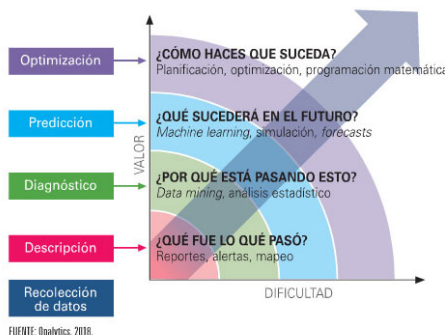 Optimización
¿CÓMO HACES QUE SUCEDA?
Planificación, optimización, programación matemática
Predicción
¿QUÉ SUCEDERÁ EN EL FUTURO?
Machine learning, simulación, forecasts
VALOR
Diagnóstico
¿POR QUÉ ESTÁ PASANDO ESTO?
Data mining, análisis estadístico
Descripción
¿QUÉ FUE LO QUÉ PASÓ?
Reportes, alertas, mapeo
Recolección
de datos
DIFICULTAD
FUENTE: Opalytics, 2018.